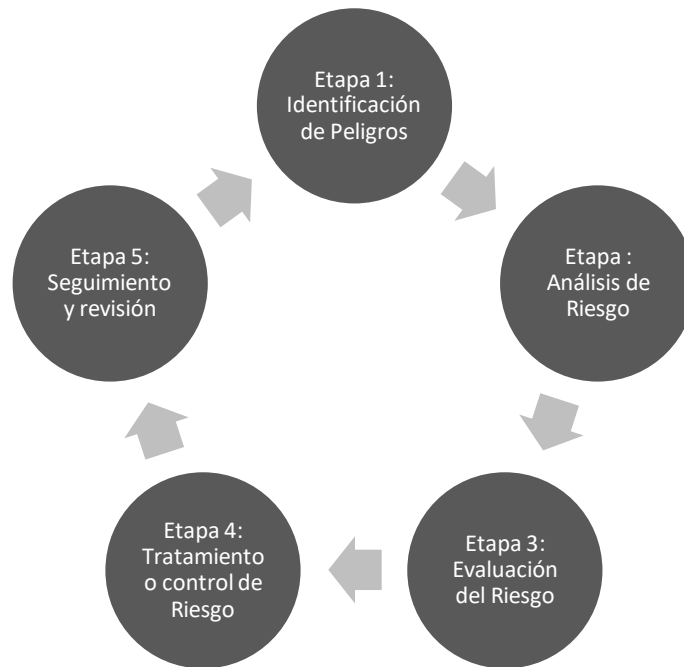 Etapa 1:
Identificación
de Peligros
Etapa :
Análisis de
Riesgo
Etapa 3:
Evaluación
del Riesgo
Etapa 4:
Tratamiento
o control de
Riesgo
Etapa 5:
Seguimiento
y revisión